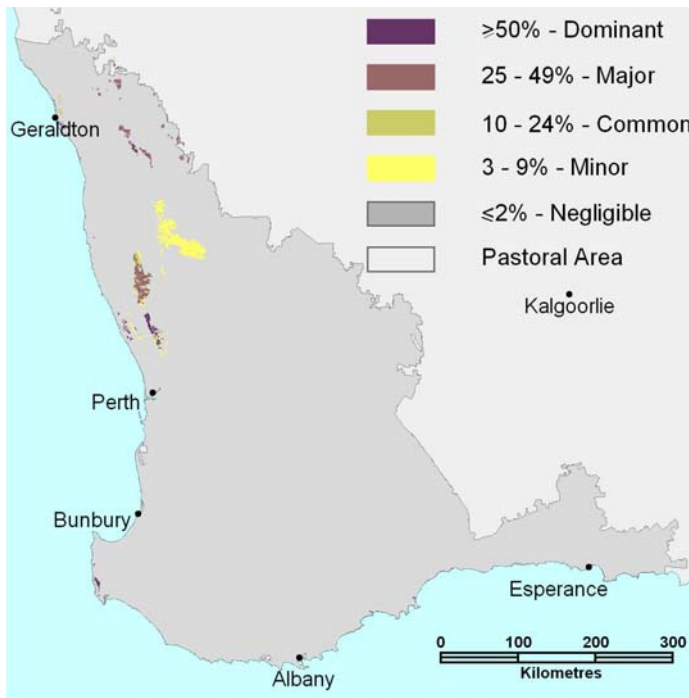 ≥50% - Dominant
25 - 49% - Major
10 - 24% - Common
3 - 9% - Minor
≤2% - Negligible
Pastoral Area
Geraldton
Kalgoorlie
Perth
Bunbury
Esperance
Albany
0 100 200 300
Kilometres